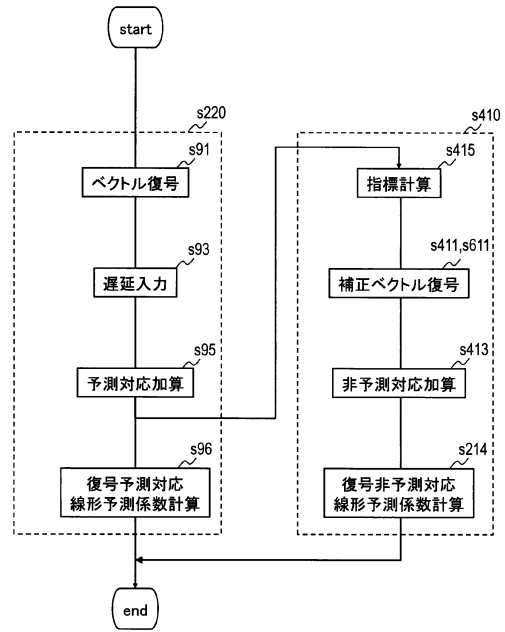 start
s220
s91
ベクトル復号
s93
遅延入力
s95
予測対応加算
s96
復号予測対応
線形予測係数計算
s410
s415
指標計算
s411,s611
補正ベクトル復号
s413
非予測対応加算
s214
復号非予測対応
線形予測係数計算
end